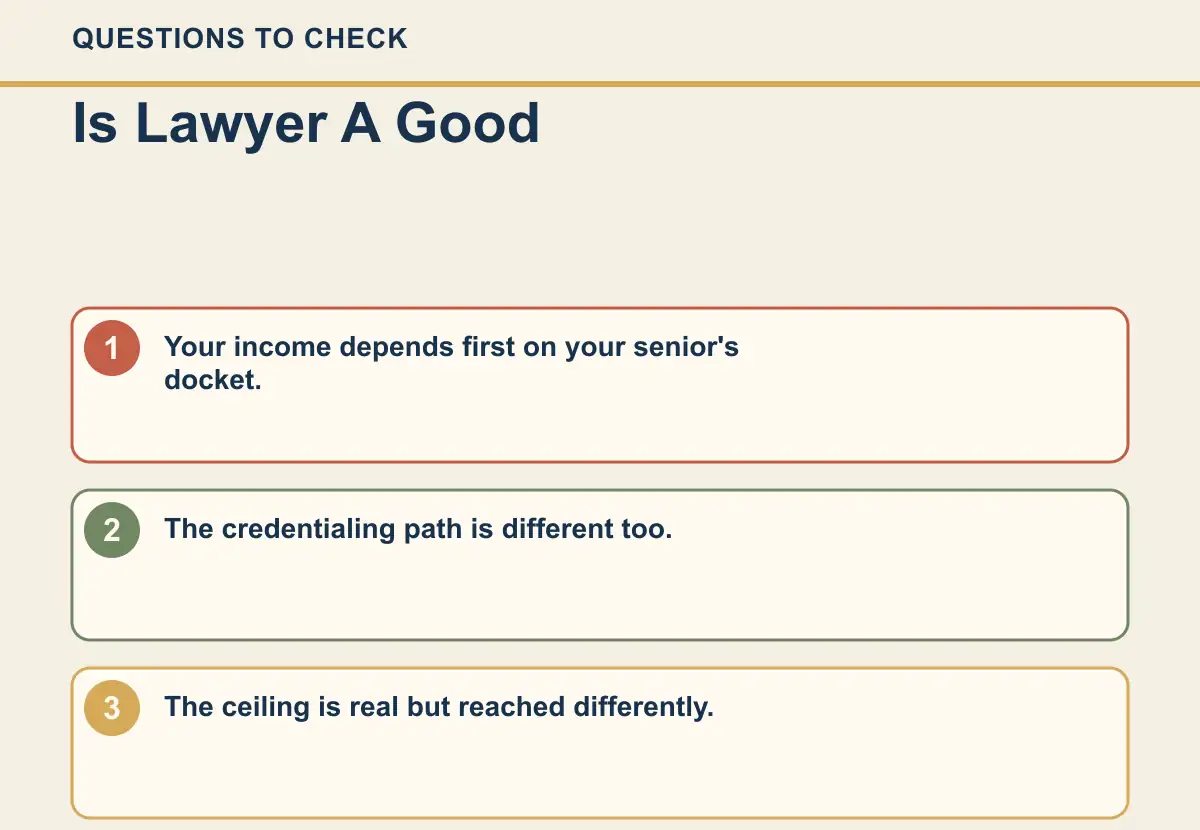 QUESTIONS TO CHECK
Is Lawyer A Good
1
Your income depends first on your senior's
docket.
2
The credentialing path is different too.
3
The ceiling is real but reached differently.